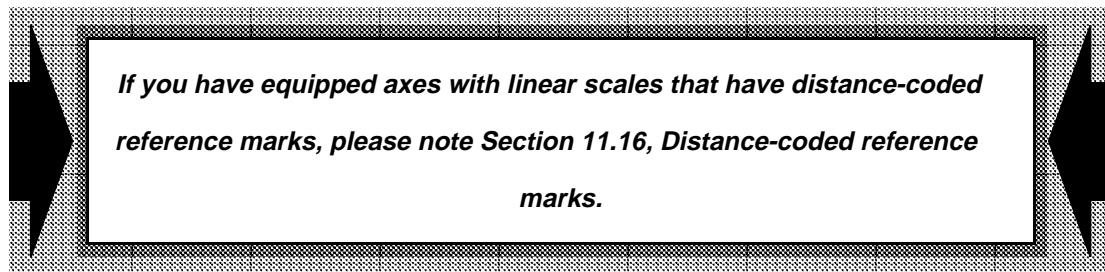 If you have equipped axes with linear scales that have distance-coded
reference marks, please note Section 11.16, Distance-coded reference
marks.